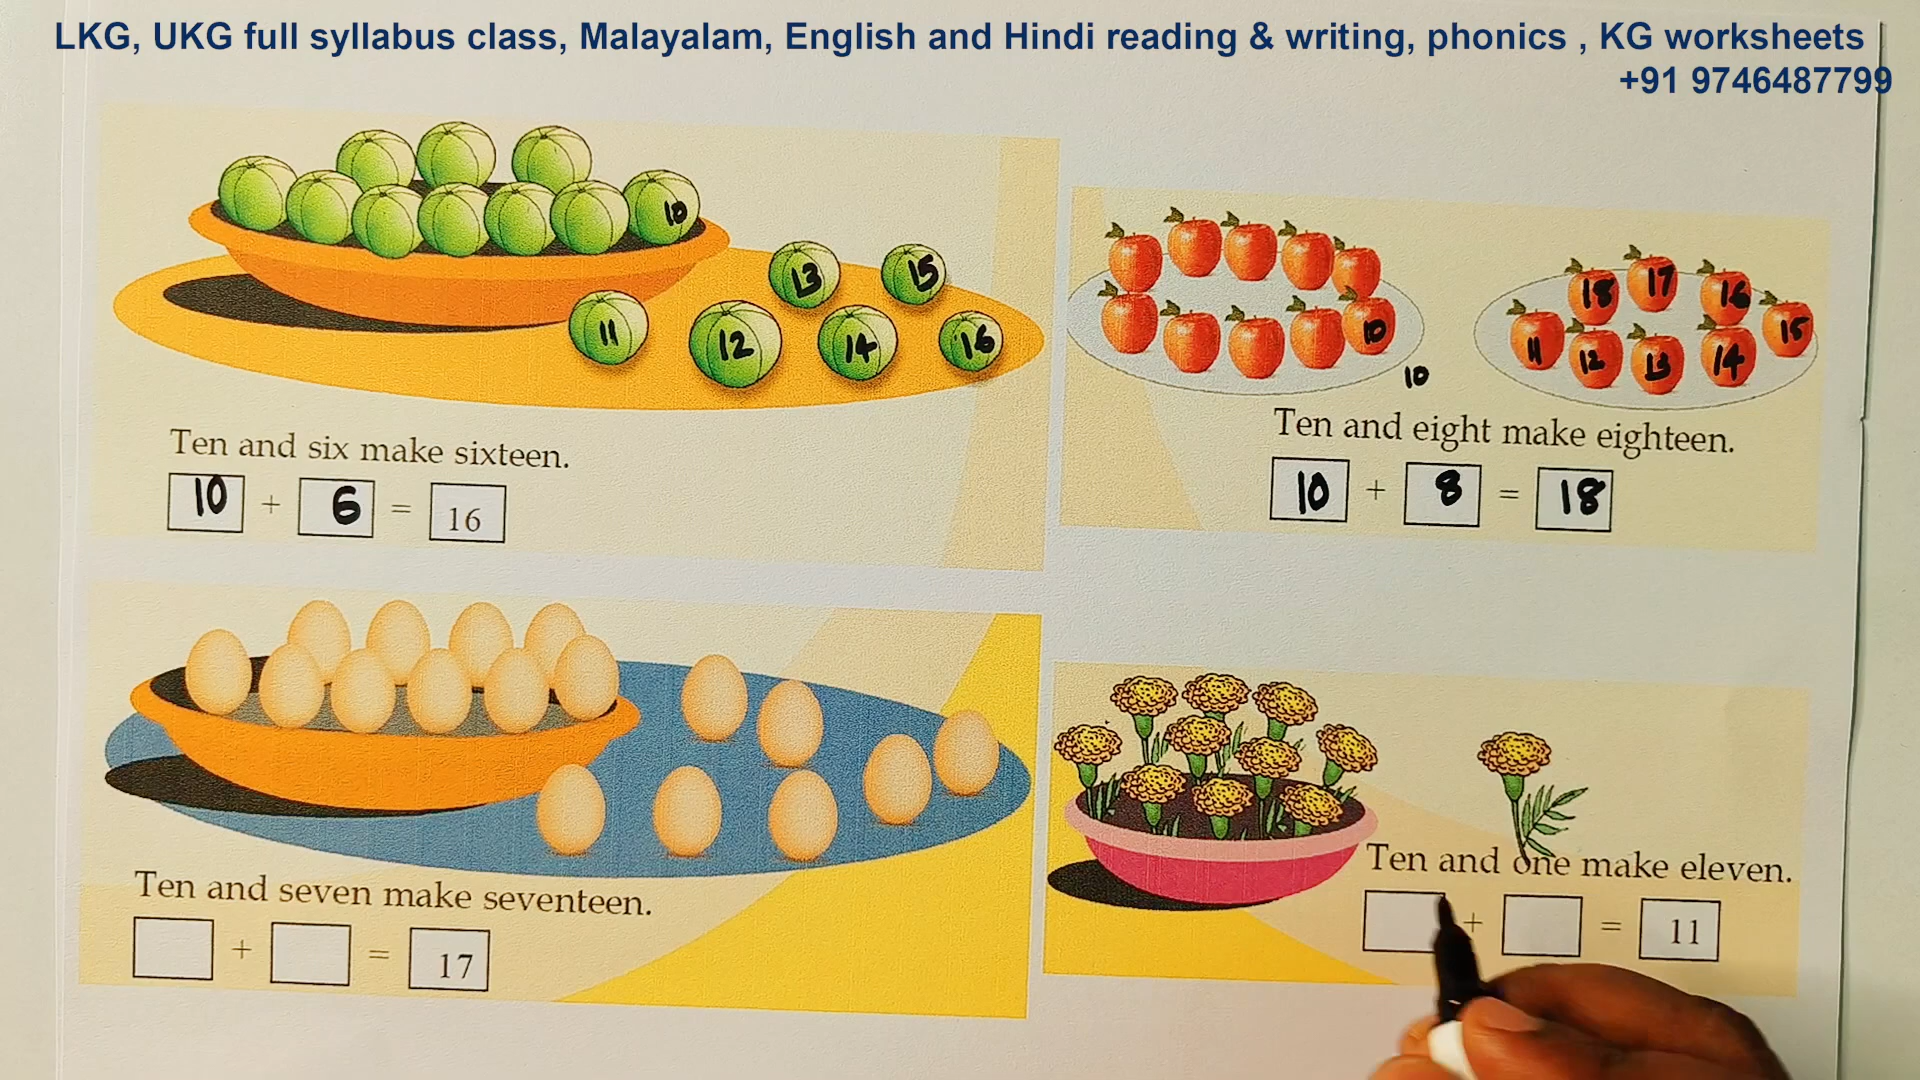 LKG, UKG full syllabus class, Malayalam, English and Hindi reading & writing, phonics , KG worksheets
+91 9746487799
10
13 15
11 12 14 16
Ten and six make sixteen.
10 + 6 = 16
18 17 16
10 11 12 13 14 15
10
Ten and eight make eighteen.
10 + 8 = 18
Ten and seven make seventeen.
+ = 17
Ten and one make eleven.
+ = 11